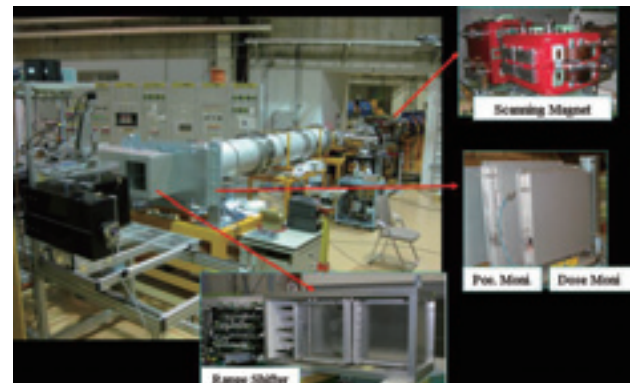 Scanning Magnet
Pos. Moni
Dose Moni
Range Shifter